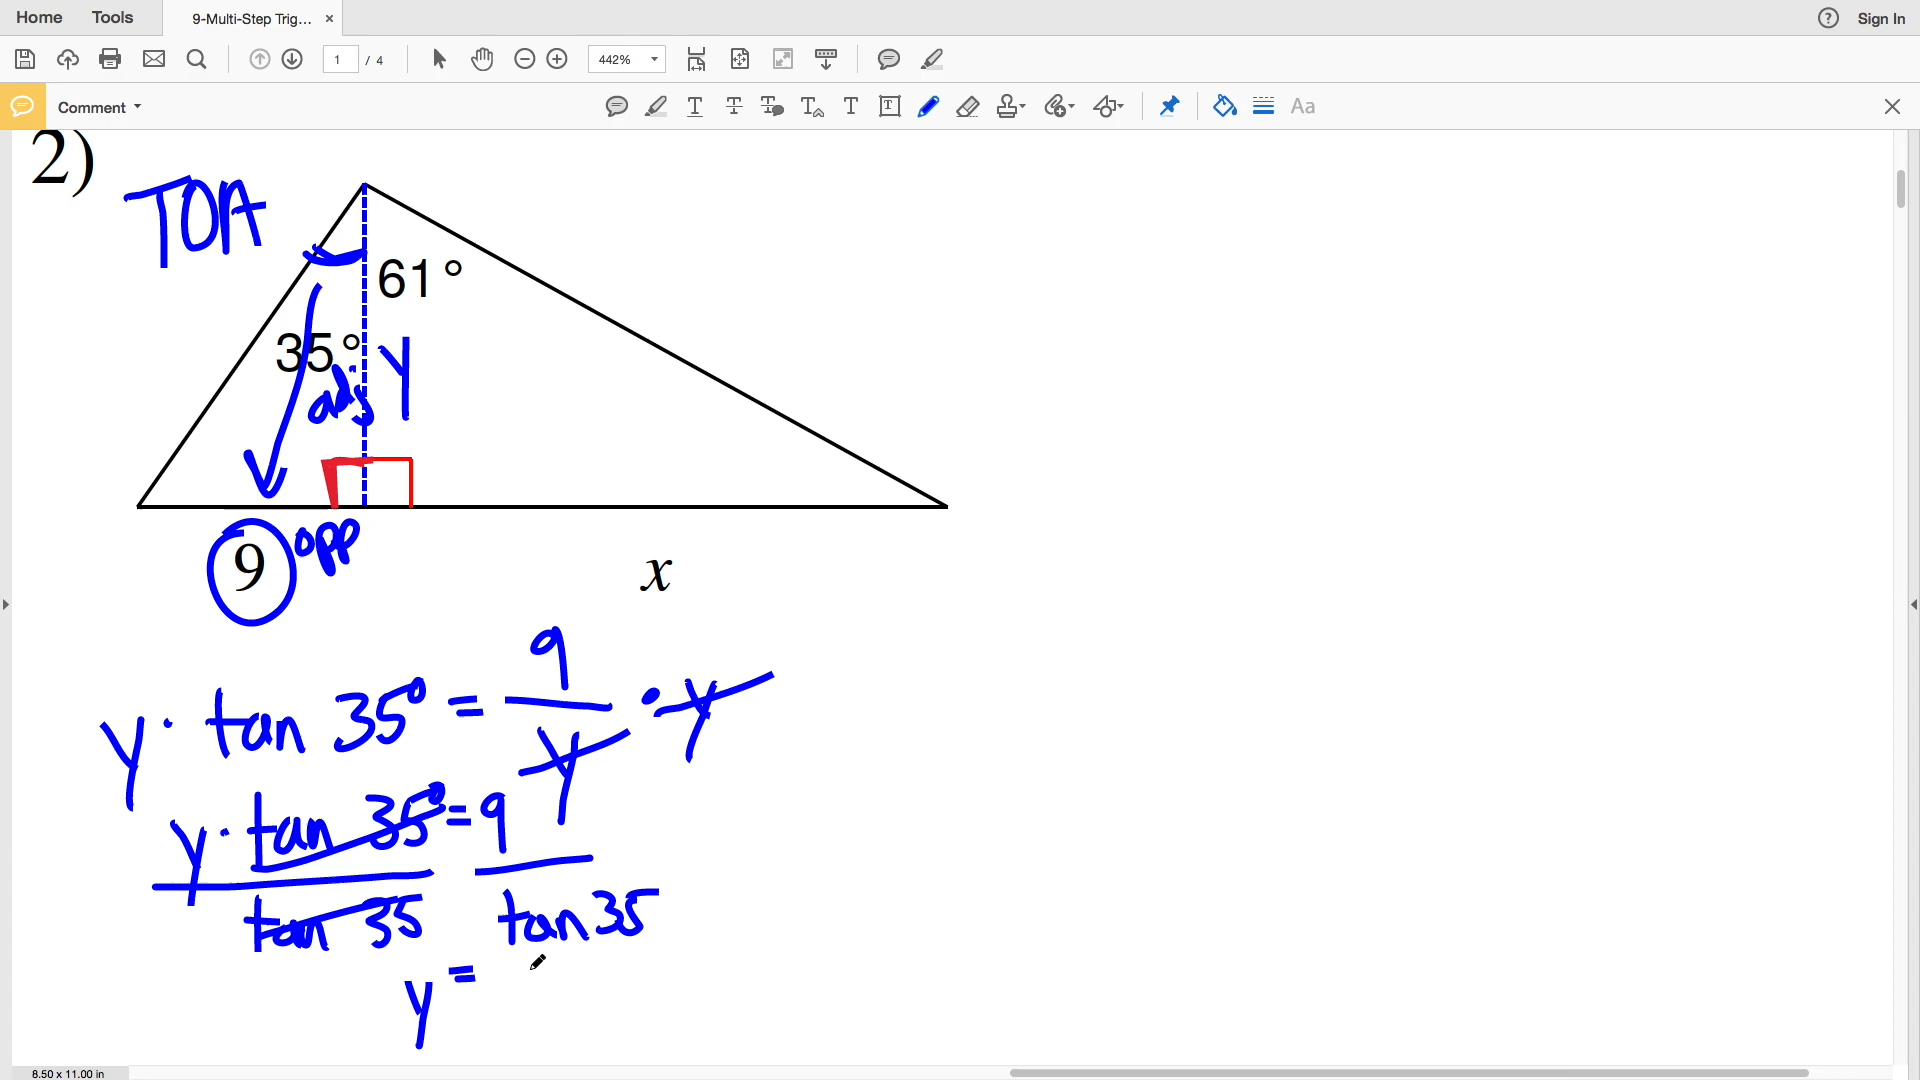 Home Tools 9-Multi-Step Trig... × ? Sign In
1 / 4 442%
Comment Aa
2)
TOA
61°
35°
y
adj
9 opp
x
y · tan 35° = 9/y · y
y · tan 35° = 9
tan 35 tan 35
y =
8.50 x 11.00 in